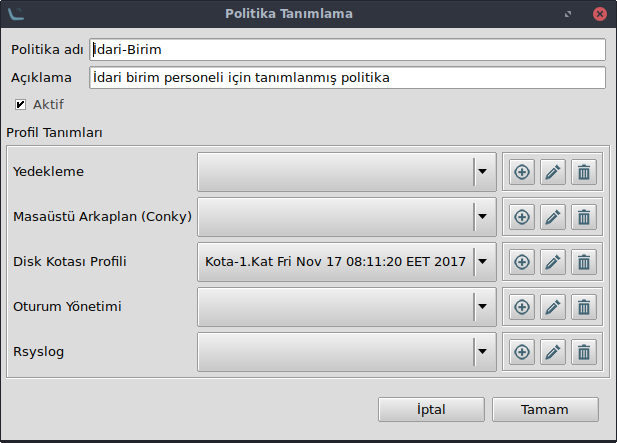 Politika Tanımlama
Politika adı İdari-Birim
Açıklama İdari birim personeli için tanımlanmış politika
Aktif
Profil Tanımları
Yedekleme
Masaüstü Arkaplan (Conky)
Disk Kotası Profili Kota-1.Kat Fri Nov 17 08:11:20 EET 2017
Oturum Yönetimi
Rsyslog
İptal Tamam